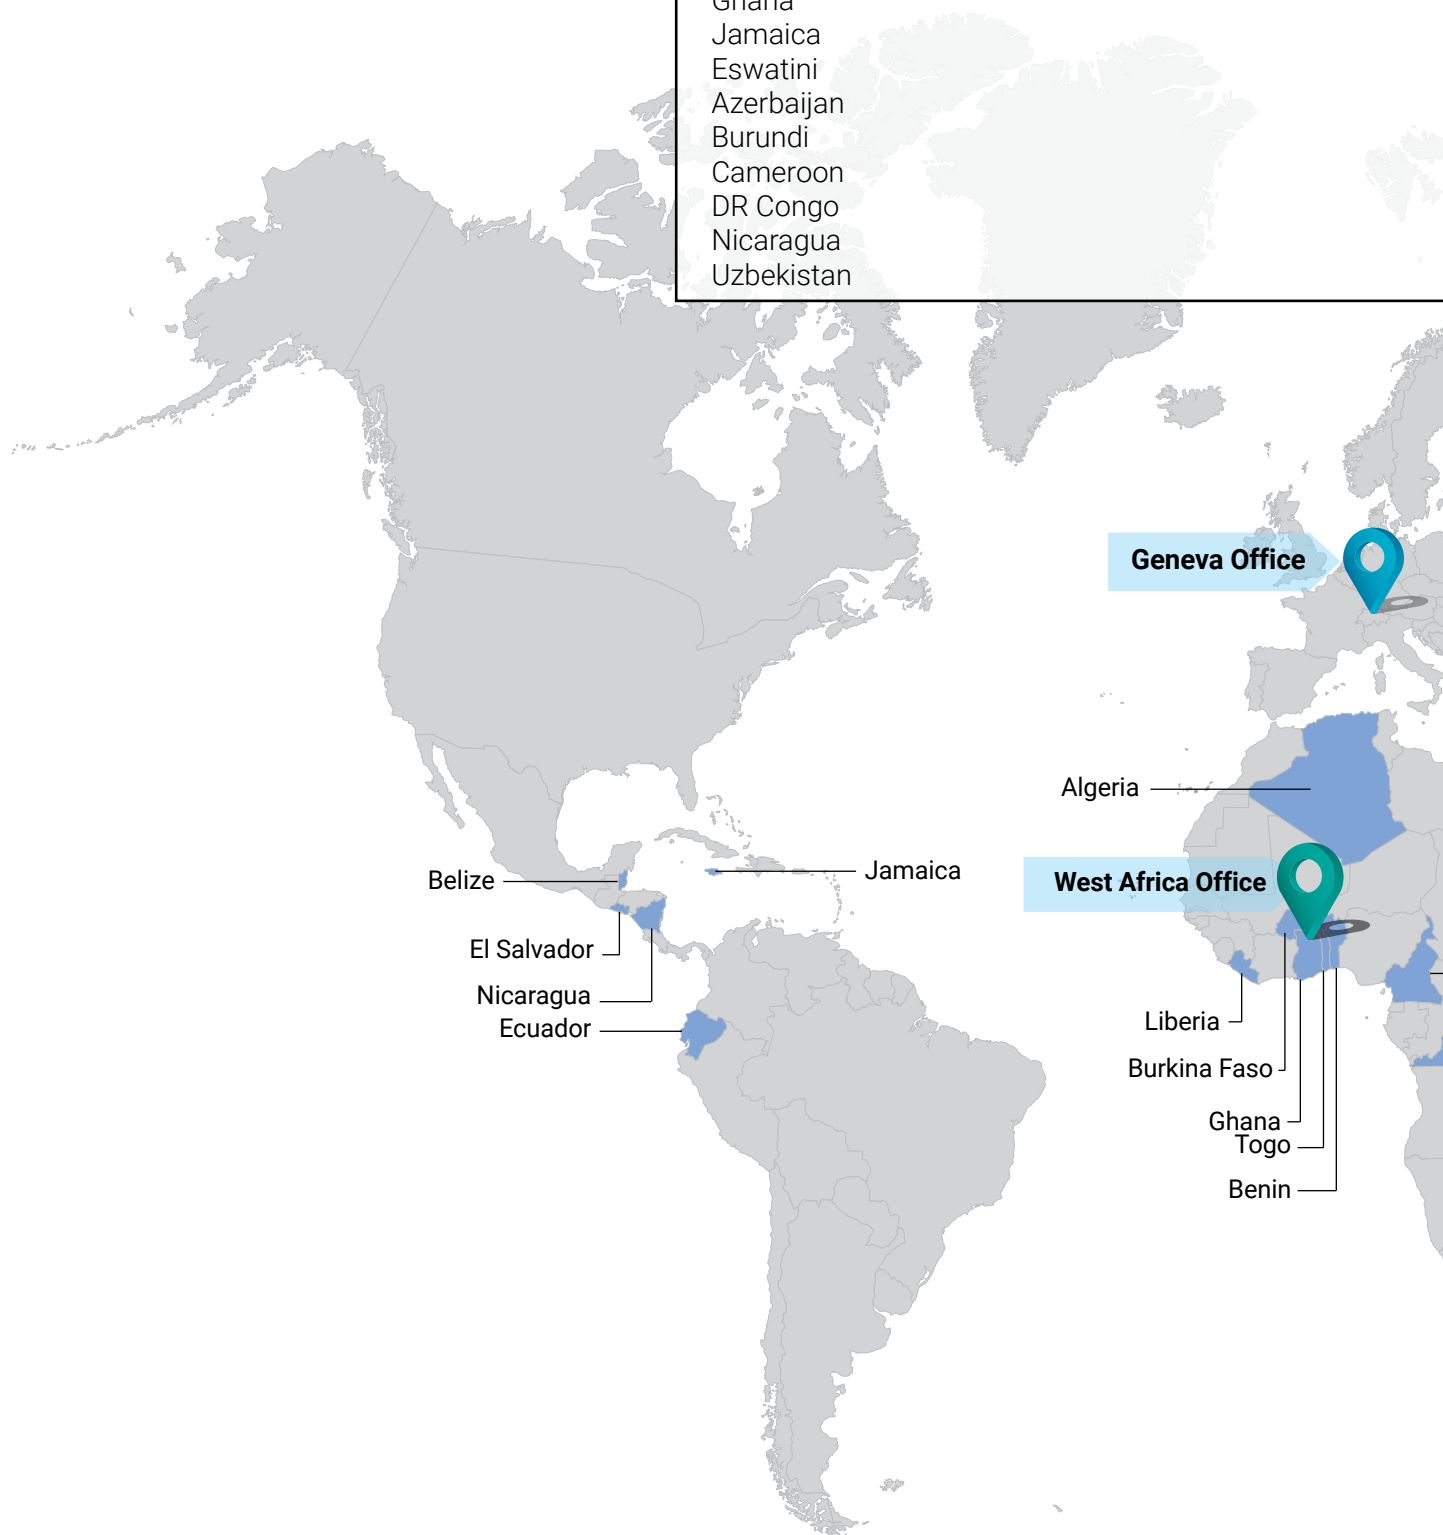 Ghana
Jamaica
Eswatini
Azerbaijan
Burundi
Cameroon
DR Congo
Nicaragua
Uzbekistan
Geneva Office
Algeria
Belize
Jamaica
West Africa Office
El Salvador
Nicaragua
Ecuador
Liberia
Burkina Faso
Ghana
Togo
Benin